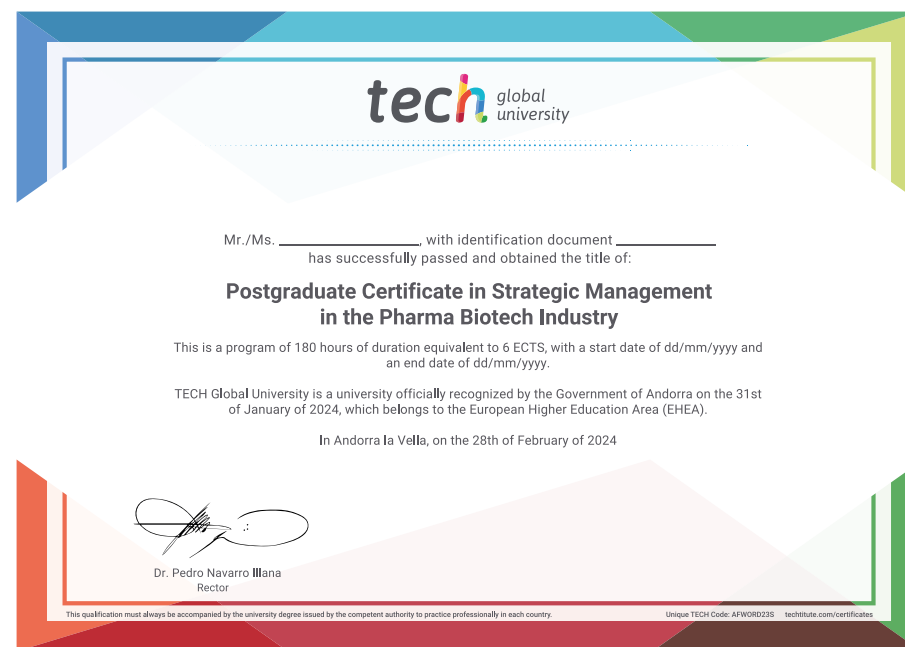 tech global
university
Mr./Ms. ____________, with identification document ____________
has successfully passed and obtained the title of:
Postgraduate Certificate in Strategic Management
in the Pharma Biotech Industry
This is a program of 180 hours of duration equivalent to 6 ECTS, with a start date of dd/mm/yyyy and
an end date of dd/mm/yyyy.
TECH Global University is a university officially recognized by the Government of Andorra on the 31st
of January of 2024, which belongs to the European Higher Education Area (EHEA).
In Andorra la Vella, on the 28th of February of 2024
Dr. Pedro Navarro Illana
Rector
This qualification must always be accompanied by the university degree issued by the competent authority to practice professionally in each country.
Unique TECH Code: AFWORD23S techtitute.com/certificates